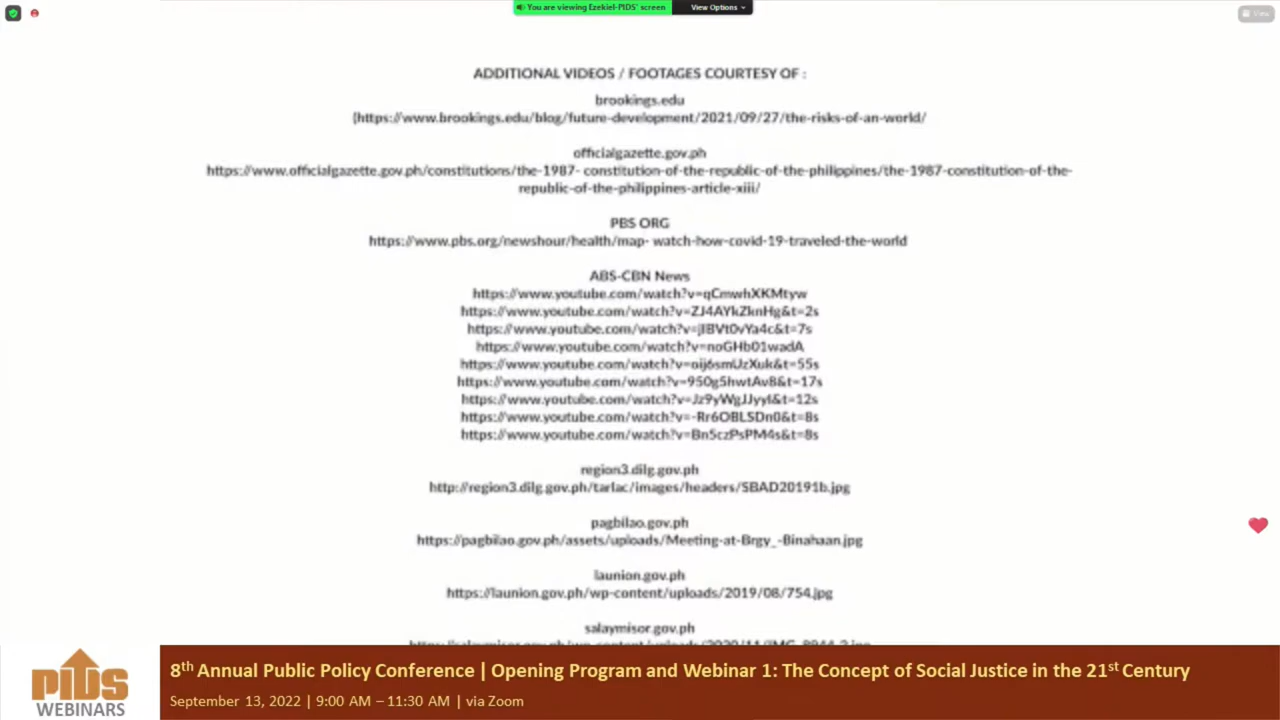 You are viewing Ezekiel-PIDS' screen
View Options
View
ADDITIONAL VIDEOS / FOOTAGES COURTESY OF :
brookings.edu
(https://www.brookings.edu/blog/future-development/2021/09/27/the-risks-of-an-world/
officialgazette.gov.ph
https://www.officialgazette.gov.ph/constitutions/the-1987- constitution-of-the-republic-of-the-philippines/the-1987-constitution-of-the-
republic-of-the-philippines-article-xiii/
PBS ORG
https://www.pbs.org/newshour/health/map- watch-how-covid-19-traveled-the-world
ABS-CBN News
https://www.youtube.com/watch?v=qCmwhXKMtyw
https://www.youtube.com/watch?v=ZJ4AYkZknHg&t=2s
https://www.youtube.com/watch?v=jIBVt0vYa4c&t=7s
https://www.youtube.com/watch?v=noGHb01wadA
https://www.youtube.com/watch?v=oij6smUzXuk&t=55s
https://www.youtube.com/watch?v=950g5hwtAv8&t=17s
https://www.youtube.com/watch?v=Jz9yWgJJyyI&t=12s
https://www.youtube.com/watch?v=-Rr6OBLSDn0&t=8s
https://www.youtube.com/watch?v=Bn5czPsPM4s&t=8s
region3.dilg.gov.ph
http://region3.dilg.gov.ph/tarlac/images/headers/SBAD20191b.jpg
pagbilao.gov.ph
https://pagbilao.gov.ph/assets/uploads/Meeting-at-Brgy_-Binahaan.jpg
launion.gov.ph
https://launion.gov.ph/wp-content/uploads/2019/08/754.jpg
salaymisor.gov.ph
PIDS
WEBINARS
8th Annual Public Policy Conference | Opening Program and Webinar 1: The Concept of Social Justice in the 21st Century
September 13, 2022 | 9:00 AM – 11:30 AM | via Zoom